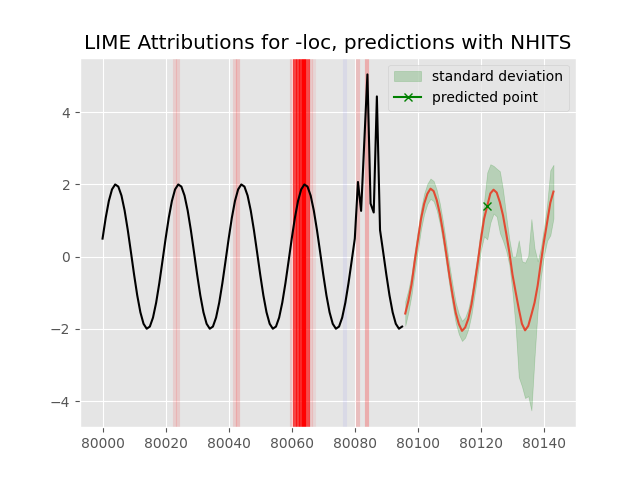 LIME Attributions for -loc, predictions with NHITS
standard deviation
predicted point
4
2
0
−2
−4
80000 80020 80040 80060 80080 80100 80120 80140